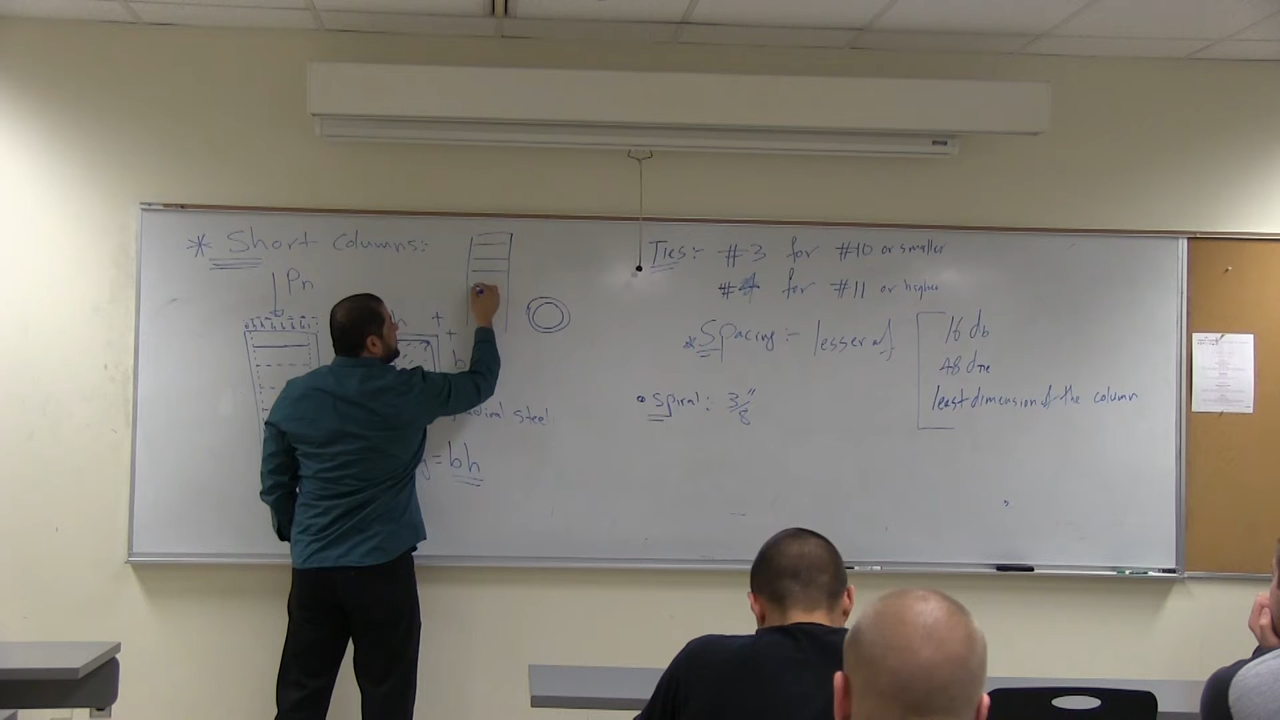 * Short Columns:
Pn
h
b
steel
= bh
Ties:- #3 for #10 or smaller
#4 for #11 or higher
* Spacing:- lesser of
16 db
48 dTie
least dimension of the column
• Spiral: 3/8"